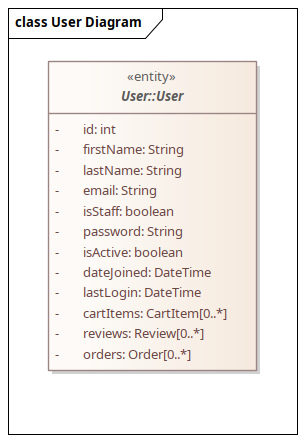 class User Diagram
«entity»
User::User
- id: int
- firstName: String
- lastName: String
- email: String
- isStaff: boolean
- password: String
- isActive: boolean
- dateJoined: DateTime
- lastLogin: DateTime
- cartItems: CartItem[0..*]
- reviews: Review[0..*]
- orders: Order[0..*]